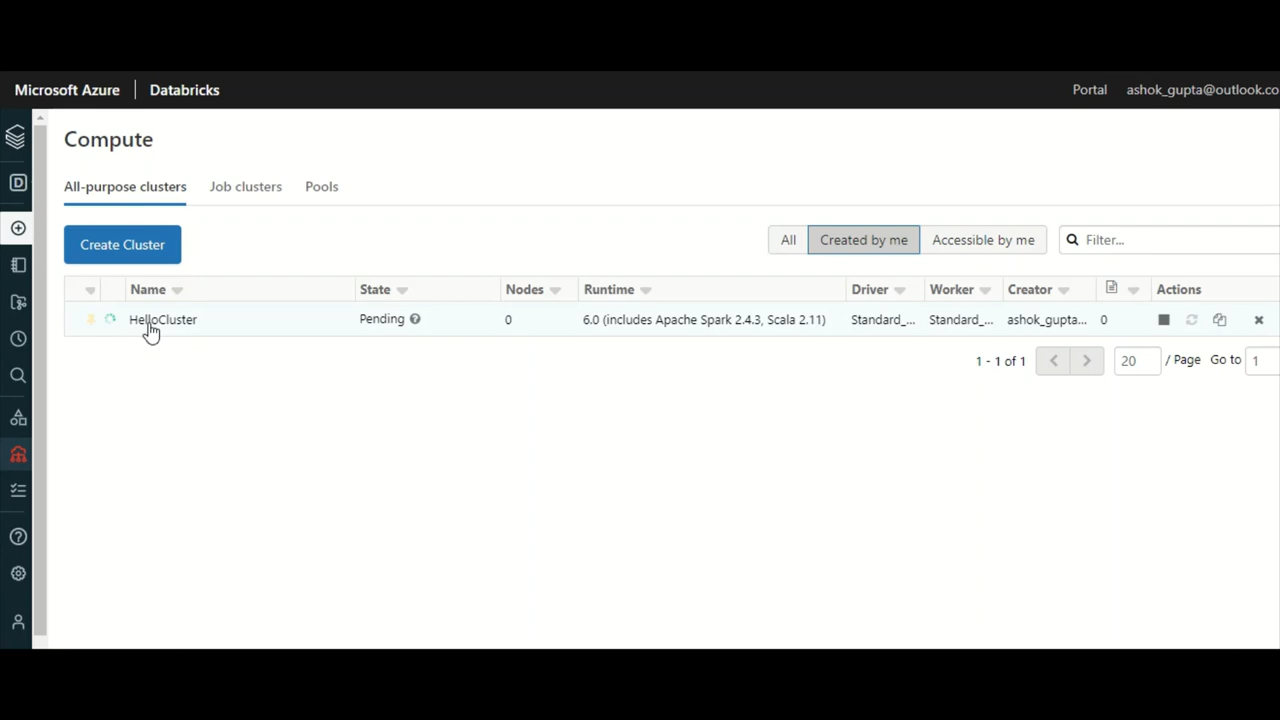 Microsoft Azure Databricks Portal ashok_gupta@outlook.co
Compute
All-purpose clusters Job clusters Pools
Create Cluster All Created by me Accessible by me Filter...
Name State Nodes Runtime Driver Worker Creator Actions
HelloCluster Pending 0 6.0 (includes Apache Spark 2.4.3, Scala 2.11) Standard_... Standard_... ashok_gupta... 0
1 - 1 of 1 20 / Page Go to 1